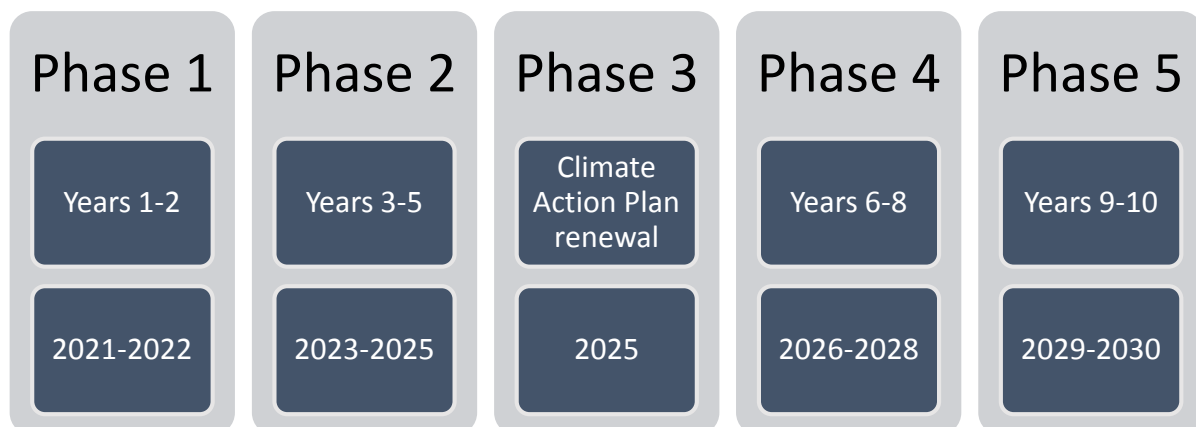 Phase 1
Years 1-2
2021-2022
Phase 2
Years 3-5
2023-2025
Phase 3
Climate
Action Plan
renewal
2025
Phase 4
Years 6-8
2026-2028
Phase 5
Years 9-10
2029-2030